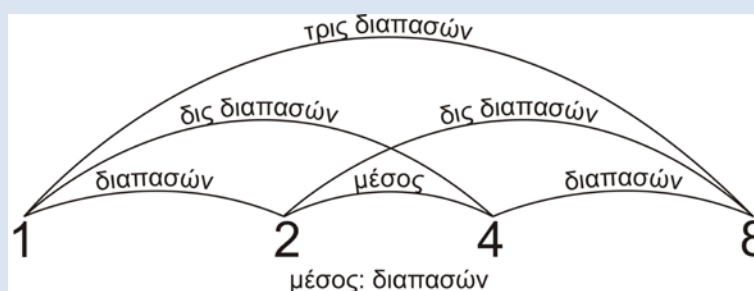 τρις διαπασών
δις διαπασών δις διαπασών
διαπασών μέσος διαπασών
1 2 4 8
μέσος: διαπασών